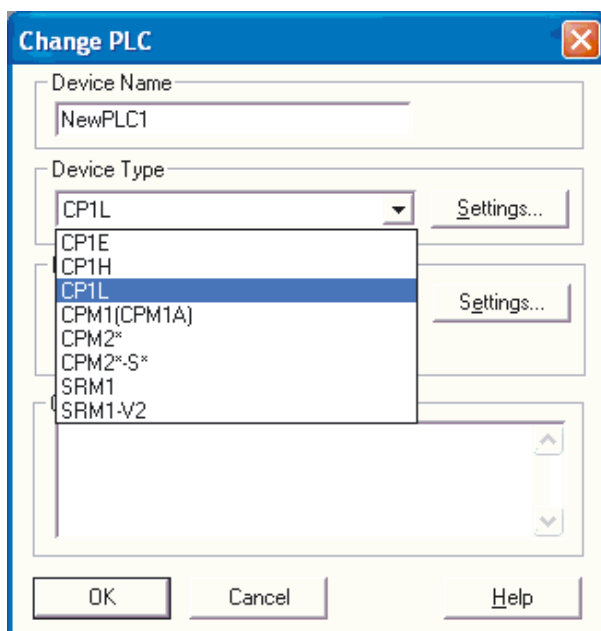 Change PLC
Device Name
NewPLC1
Device Type
CP1L
Settings...
CP1E
CP1H
CP1L
CPM1(CPM1A)
CPM2*
CPM2*-S*
SRM1
SRM1-V2
Settings...
OK
Cancel
Help